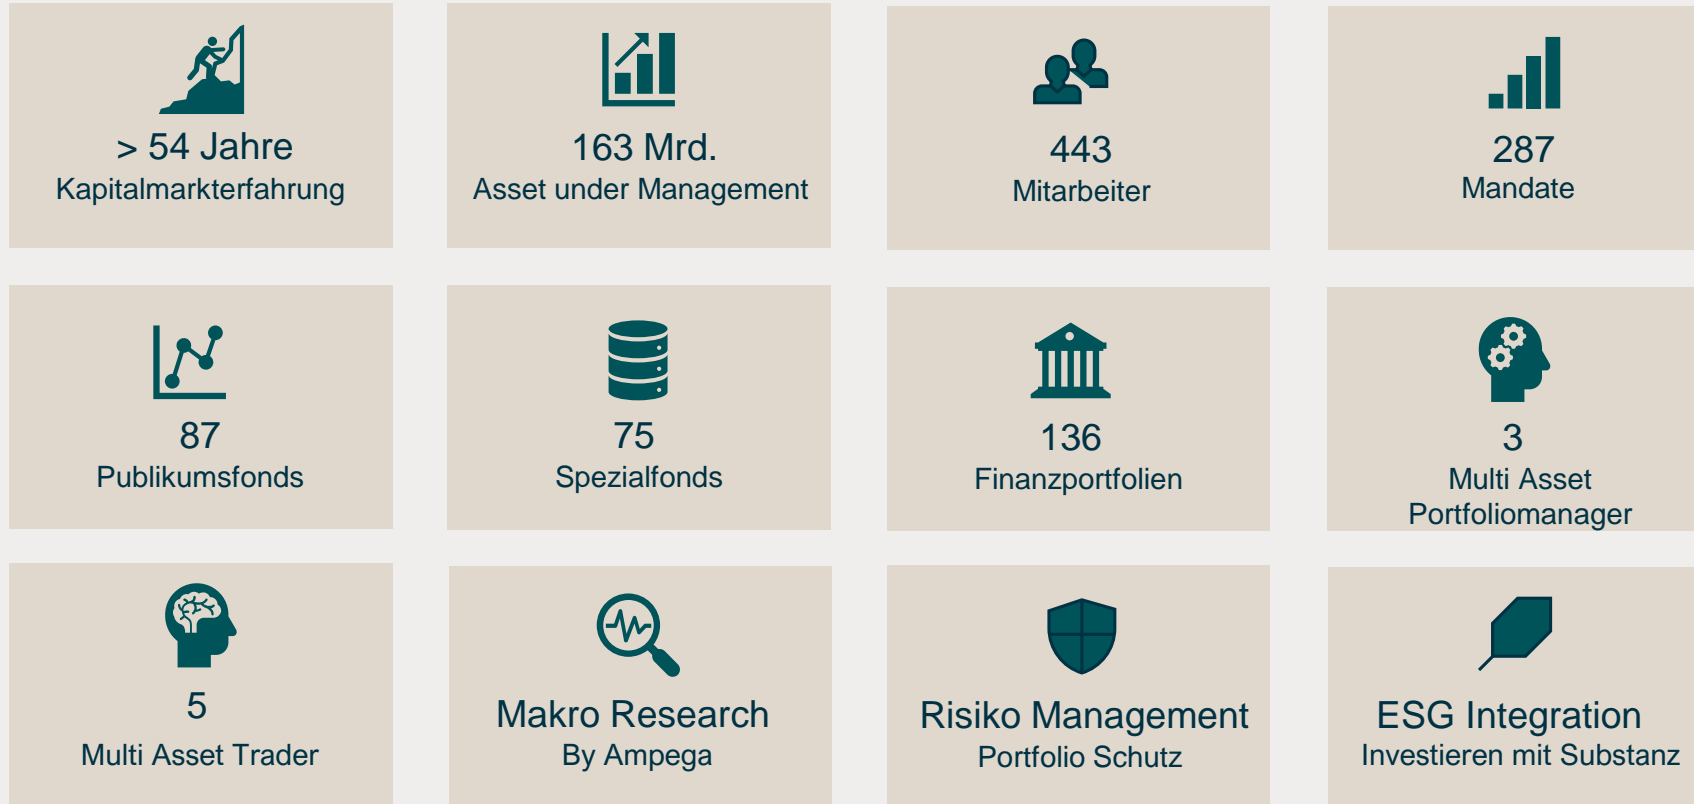 > 54 Jahre
Kapitalmarkterfahrung
163 Mrd.
Asset under Management
443
Mitarbeiter
287
Mandate
87
Publikumsfonds
75
Spezialfonds
136
Finanzportfolien
3
Multi Asset
Portfoliomanager
5
Multi Asset Trader
Makro Research
By Ampega
Risiko Management
Portfolio Schutz
ESG Integration
Investieren mit Substanz